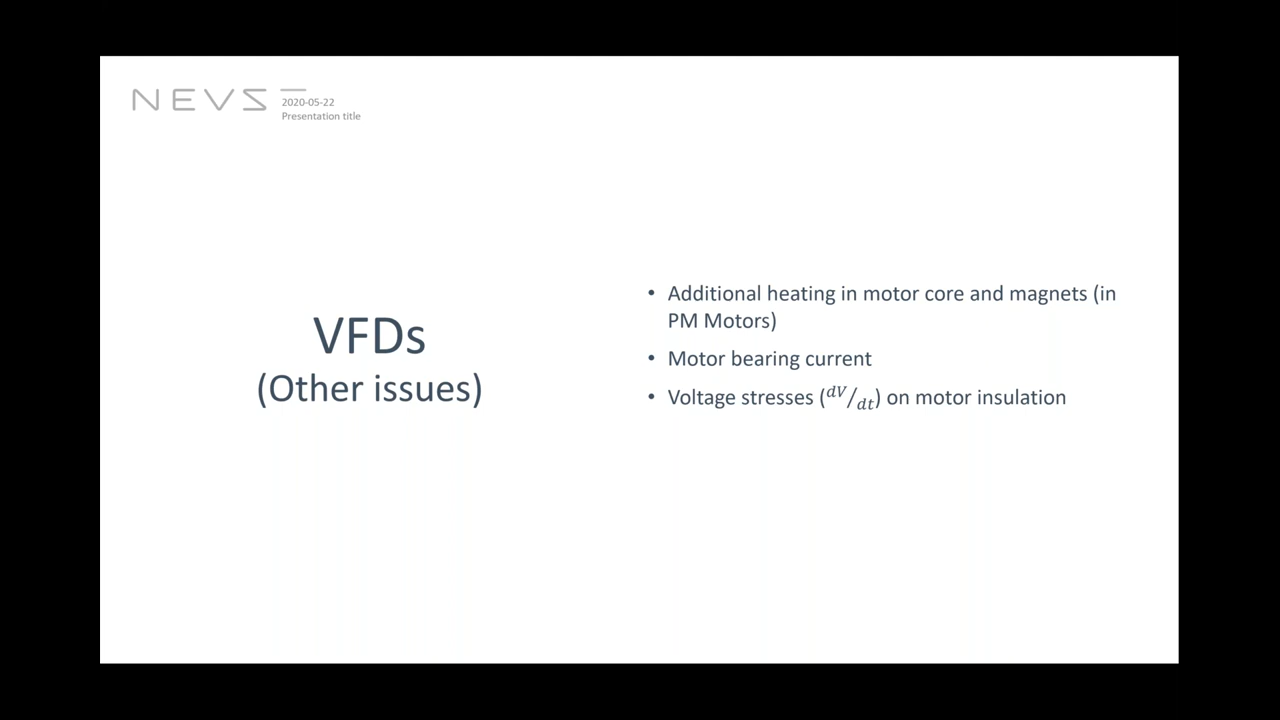 NEVS
2020-05-22
Presentation title
VFDs
(Other issues)
• Additional heating in motor core and magnets (in
PM Motors)
• Motor bearing current
• Voltage stresses (dV/dt) on motor insulation